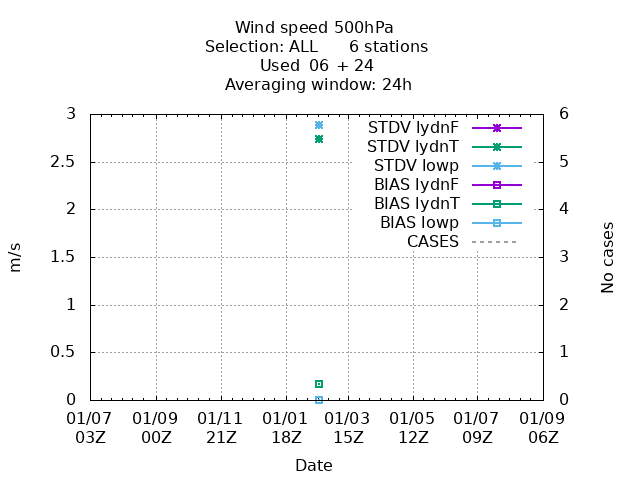 Wind speed 500hPa
Selection: ALL 6 stations
Used 06 + 24
Averaging window: 24h
3 6
STDV lydnF
STDV lydnT
2.5 5
STDV lowp
BIAS lydnF
BIAS lydnT
2 4
BIAS lowp
CASES
1.5 3
m/s
No cases
1 2
0.5 1
0 0
01/07 01/09 01/11 01/01 01/03 01/05 01/07 01/09
03Z 00Z 21Z 18Z 15Z 12Z 09Z 06Z
Date